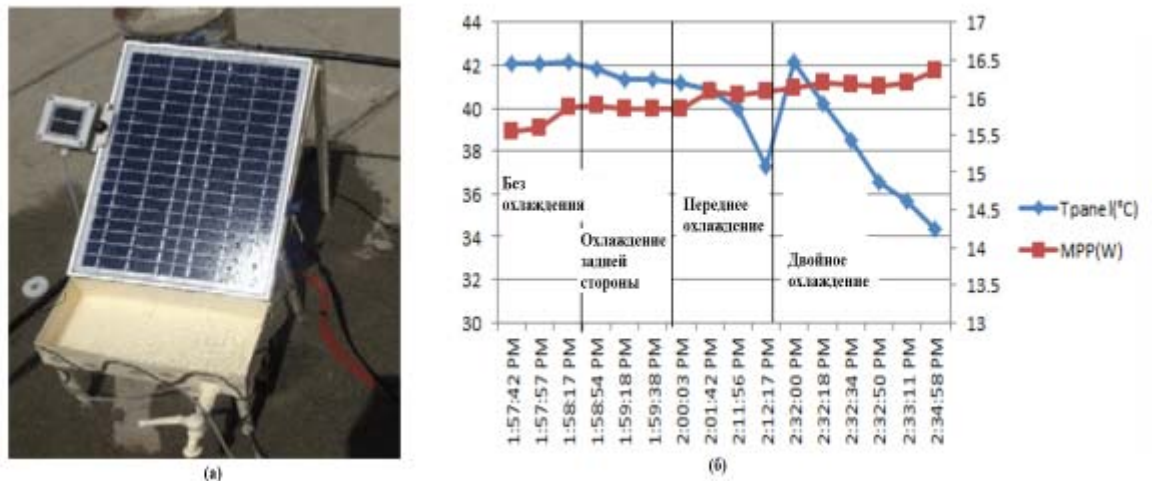 44
42
40
38
36
34
32
30
17
16.5
16
15.5
15
14.5
14
13.5
13
Без
охлаждения
Охлаждение
задней
стороны
Переднее
охлаждение
Двойное
охлаждение
Tpanel(°C)
MPP(W)
1:57:42 PM
1:57:57 PM
1:58:17 PM
1:58:54 PM
1:59:18 PM
1:59:38 PM
2:00:03 PM
2:01:42 PM
2:11:56 PM
2:12:17 PM
2:32:00 PM
2:32:18 PM
2:32:34 PM
2:32:50 PM
2:33:11 PM
2:34:58 PM
(а)
(б)